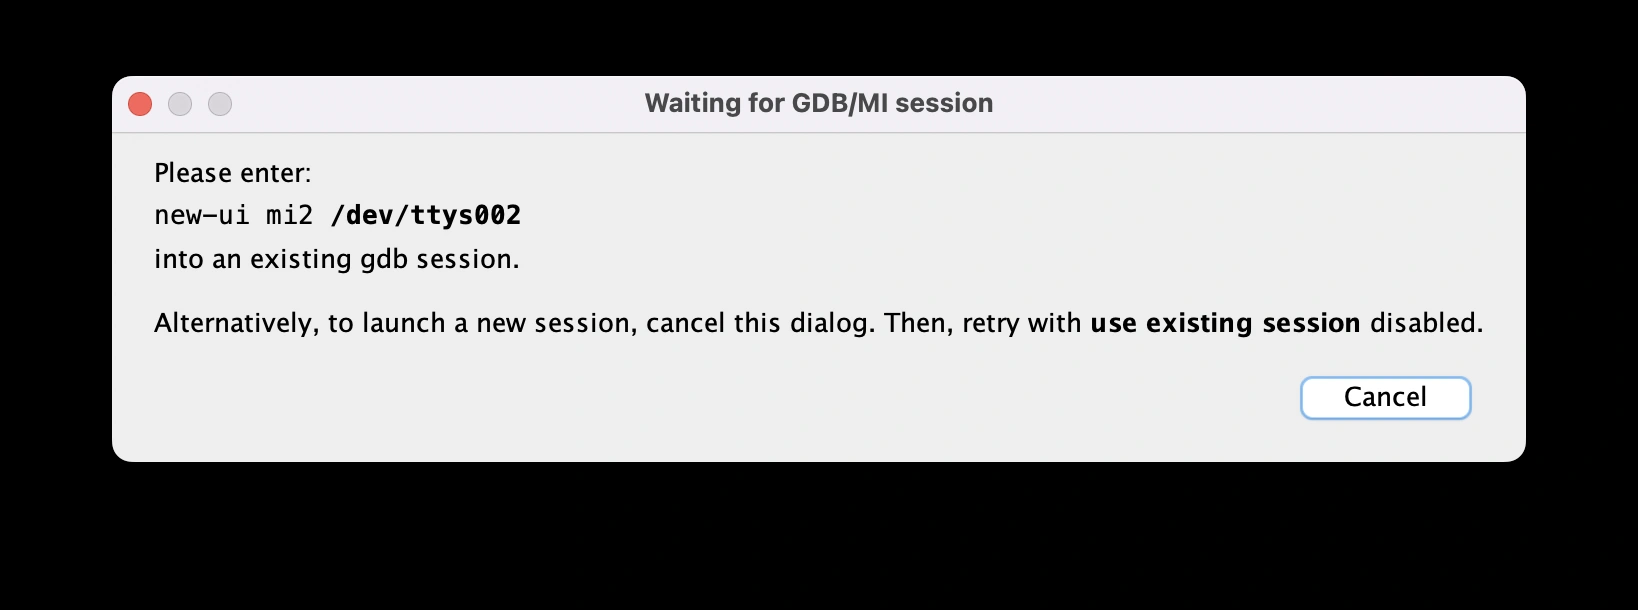 Waiting for GDB/MI session
Please enter:
new-ui mi2 /dev/ttys002
into an existing gdb session.
Alternatively, to launch a new session, cancel this dialog. Then, retry with use existing session disabled.
Cancel